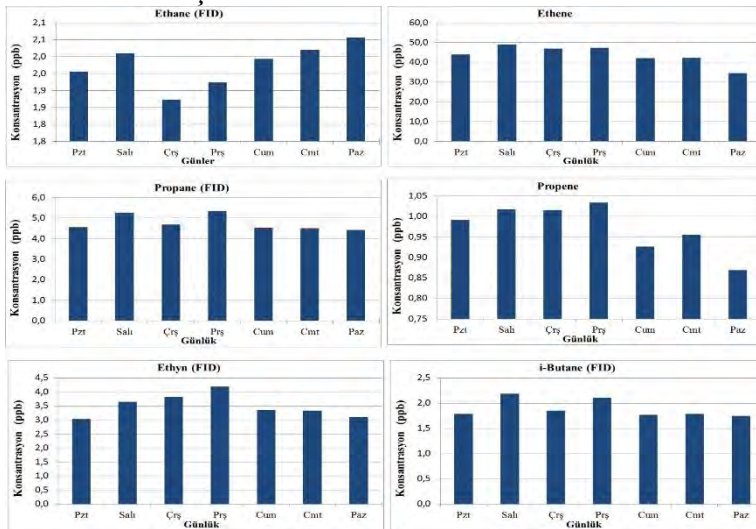 Ethane (FID)
Konsantrasyon (ppb)
2,1
2,0
2,0
1,9
1,9
1,8
1,8
Pzt Salı Çrş Prş Cum Cmt Paz
Günler
Ethene
Konsantrasyon (ppb)
60,0
50,0
40,0
30,0
20,0
10,0
0,0
Pzt Salı Çrş Prş Cum Cmt Paz
Günlük
Propane (FID)
Konsantrasyon (ppb)
6,0
5,0
4,0
3,0
2,0
1,0
0,0
Pzt Salı Çrş Prş Cum Cmt Paz
Günlük
Propene
Konsantrasyon (ppb)
1,05
1,00
0,95
0,90
0,85
0,80
0,75
Pzt Salı Çrş Prş Cum Cmt Paz
Günlük
Ethyn (FID)
Konsantrasyon (ppb)
4,5
4,0
3,5
3,0
2,5
2,0
1,5
1,0
0,5
0,0
Pzt Salı Çrş Prş Cum Cmt Paz
Günlük
i-Butane (FID)
Konsantrasyon (ppb)
2,5
2,0
1,5
1,0
0,5
0,0
Pzt Salı Çrş Prş Cum Cmt Paz
Günlük